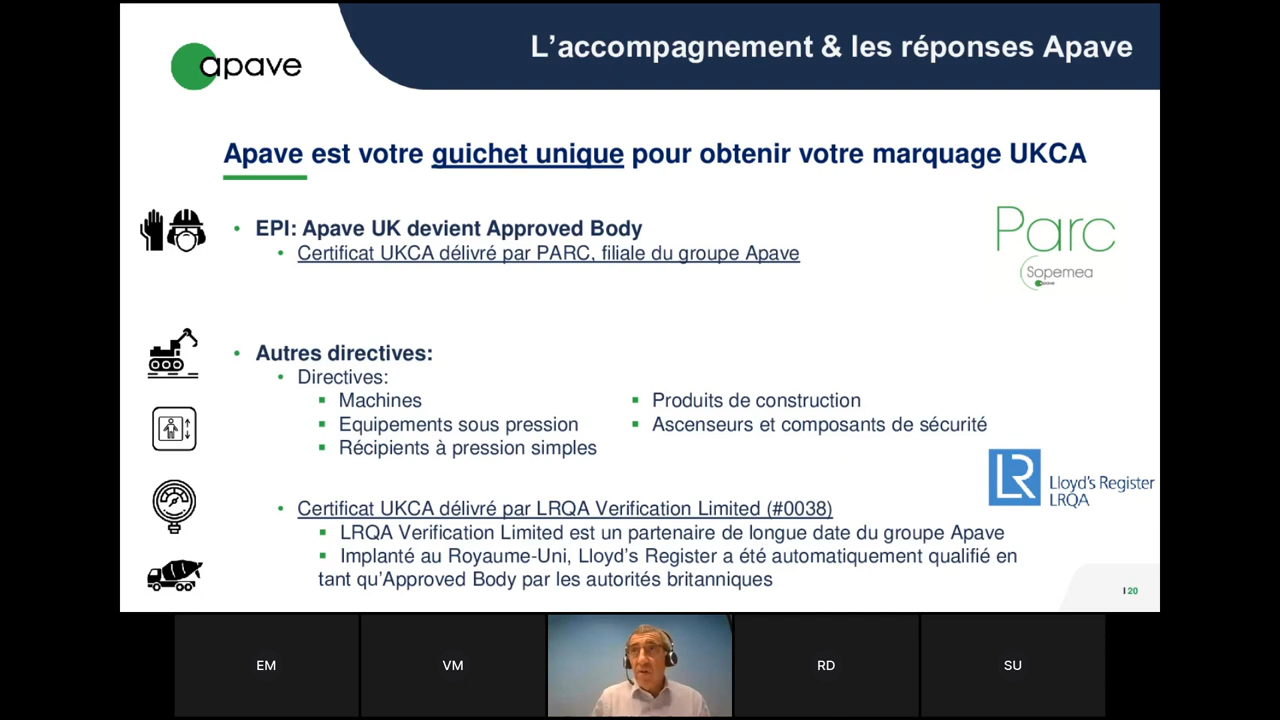 apave
L'accompagnement & les réponses Apave
Apave est votre guichet unique pour obtenir votre marquage UKCA
EPI: Apave UK devient Approved Body
Certificat UKCA délivré par PARC, filiale du groupe Apave
Parc
Sopemea
apave
Autres directives:
Directives:
Machines
Equipements sous pression
Récipients à pression simples
Produits de construction
Ascenseurs et composants de sécurité
LR
Lloyd's Register
LRQA
Certificat UKCA délivré par LRQA Verification Limited (#0038)
LRQA Verification Limited est un partenaire de longue date du groupe Apave
Implanté au Royaume-Uni, Lloyd's Register a été automatiquement qualifié en
tant qu'Approved Body par les autorités britanniques
I 20
EM
VM
RD
SU